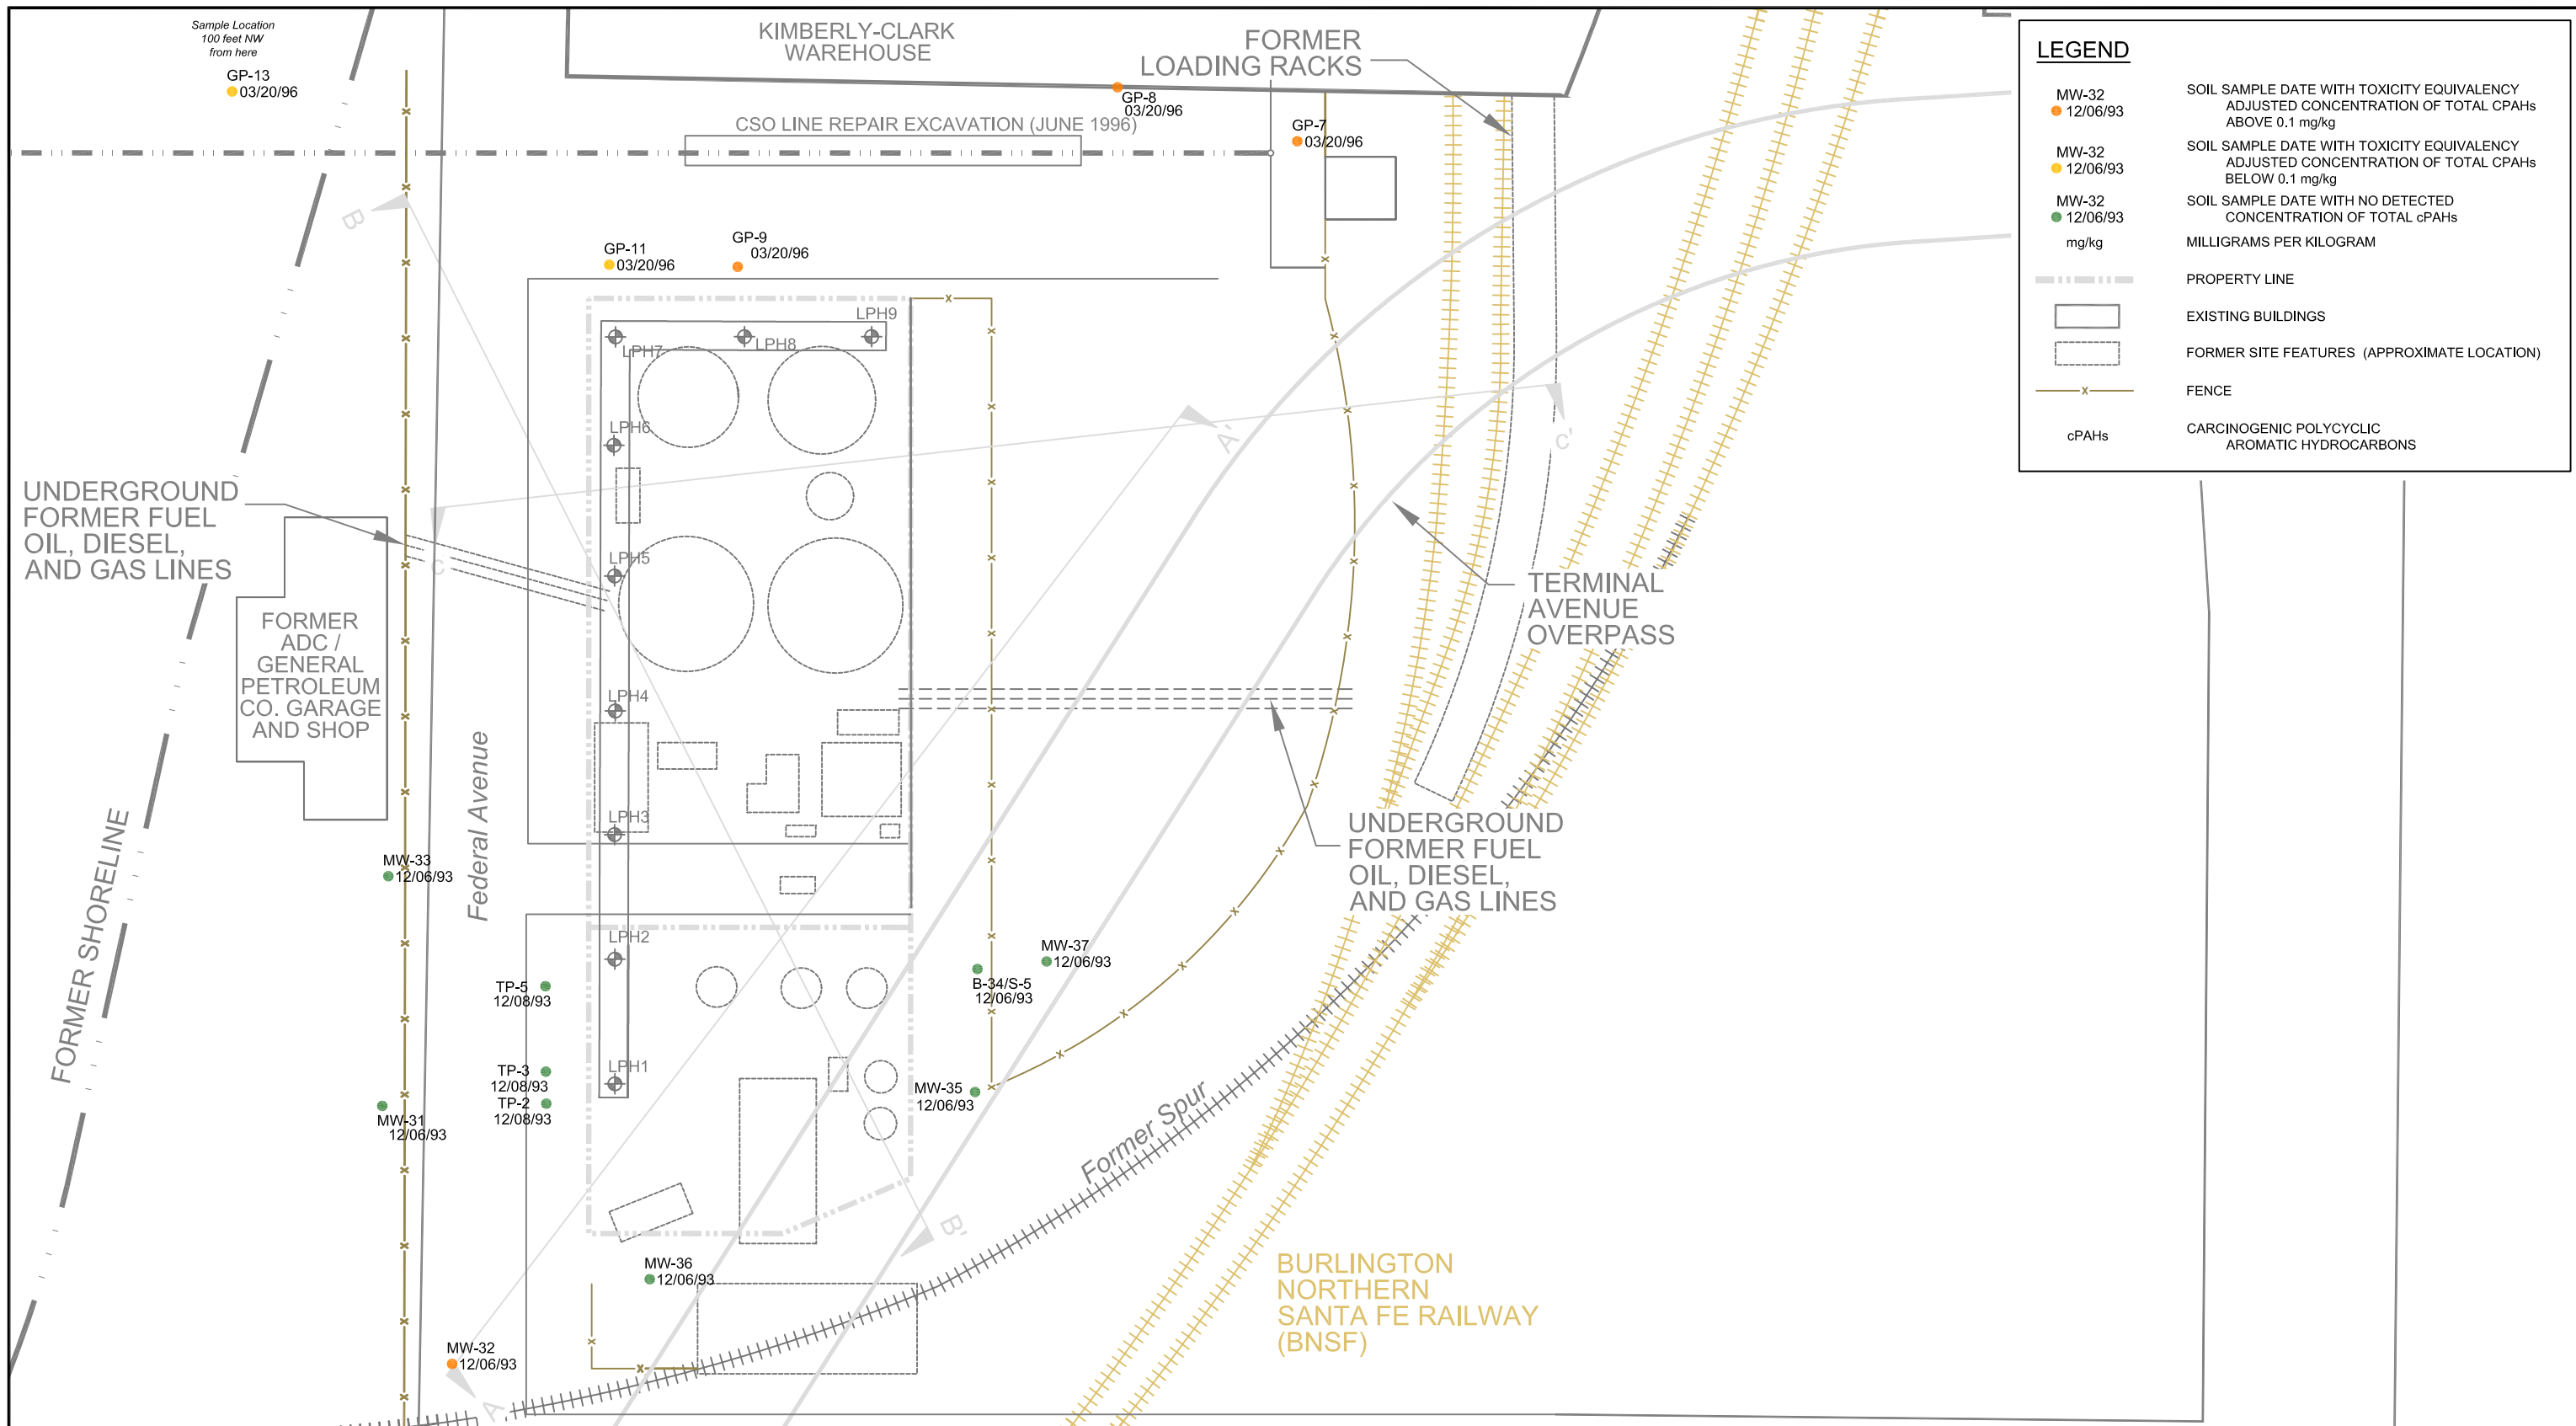 Sample Location
100 feet NW
from here
GP-13
03/20/96
KIMBERLY-CLARK
WAREHOUSE
FORMER
LOADING RACKS
GP-8
03/20/96
CSO LINE REPAIR EXCAVATION (JUNE 1996)
GP-7
03/20/96
B
GP-11
03/20/96
GP-9
03/20/96
LPH9
LPH7
LPH8
LPH6
A'
C'
UNDERGROUND
FORMER FUEL
OIL, DIESEL,
AND GAS LINES
C
LPH5
TERMINAL
AVENUE
OVERPASS
FORMER
ADC /
GENERAL
PETROLEUM
CO. GARAGE
AND SHOP
LPH4
Federal Avenue
LPH3
UNDERGROUND
FORMER FUEL
OIL, DIESEL,
AND GAS LINES
FORMER SHORELINE
MW-33
12/06/93
LPH2
MW-37
12/06/93
B-34/S-5
12/06/93
TP-5
12/08/93
TP-3
12/08/93
TP-2
12/08/93
LPH1
MW-35
12/06/93
MW-31
12/06/93
Former Spur
B'
MW-36
12/06/93
BURLINGTON
NORTHERN
SANTA FE RAILWAY
(BNSF)
MW-32
12/06/93
A
LEGEND
MW-32
12/06/93
SOIL SAMPLE DATE WITH TOXICITY EQUIVALENCY
ADJUSTED CONCENTRATION OF TOTAL CPAHs
ABOVE 0.1 mg/kg
MW-32
12/06/93
SOIL SAMPLE DATE WITH TOXICITY EQUIVALENCY
ADJUSTED CONCENTRATION OF TOTAL CPAHs
BELOW 0.1 mg/kg
MW-32
12/06/93
SOIL SAMPLE DATE WITH NO DETECTED
CONCENTRATION OF TOTAL cPAHs
mg/kg MILLIGRAMS PER KILOGRAM
PROPERTY LINE
EXISTING BUILDINGS
FORMER SITE FEATURES (APPROXIMATE LOCATION)
FENCE
cPAHs CARCINOGENIC POLYCYCLIC
AROMATIC HYDROCARBONS